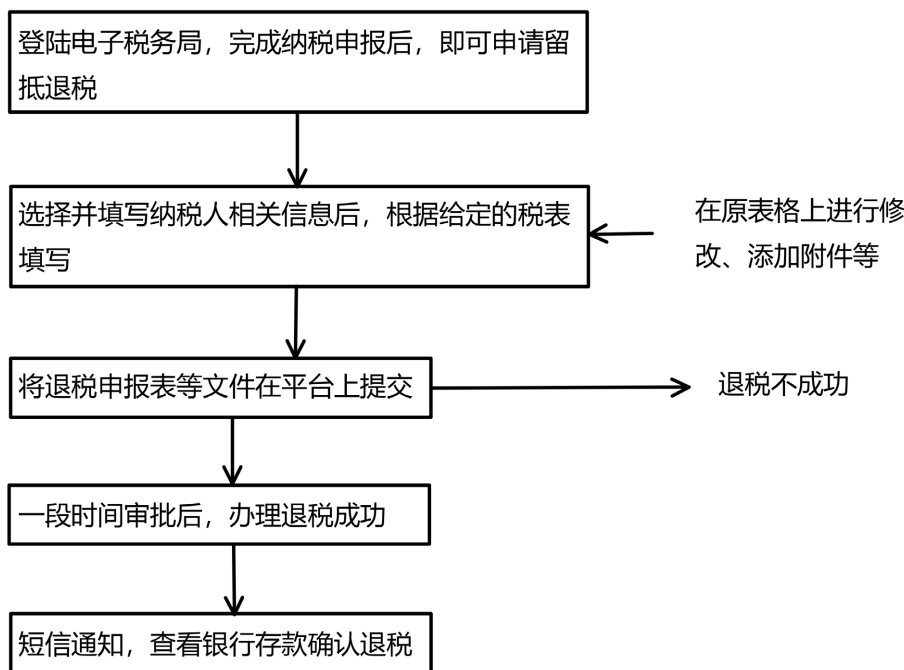 登陆电子税务局，完成纳税申报后，即可申请留
抵退税
选择并填写纳税人相关信息后，根据给定的税表
填写
在原表格上进行修
改、添加附件等
将退税申报表等文件在平台上提交
退税不成功
一段时间审批后，办理退税成功
短信通知，查看银行存款确认退税